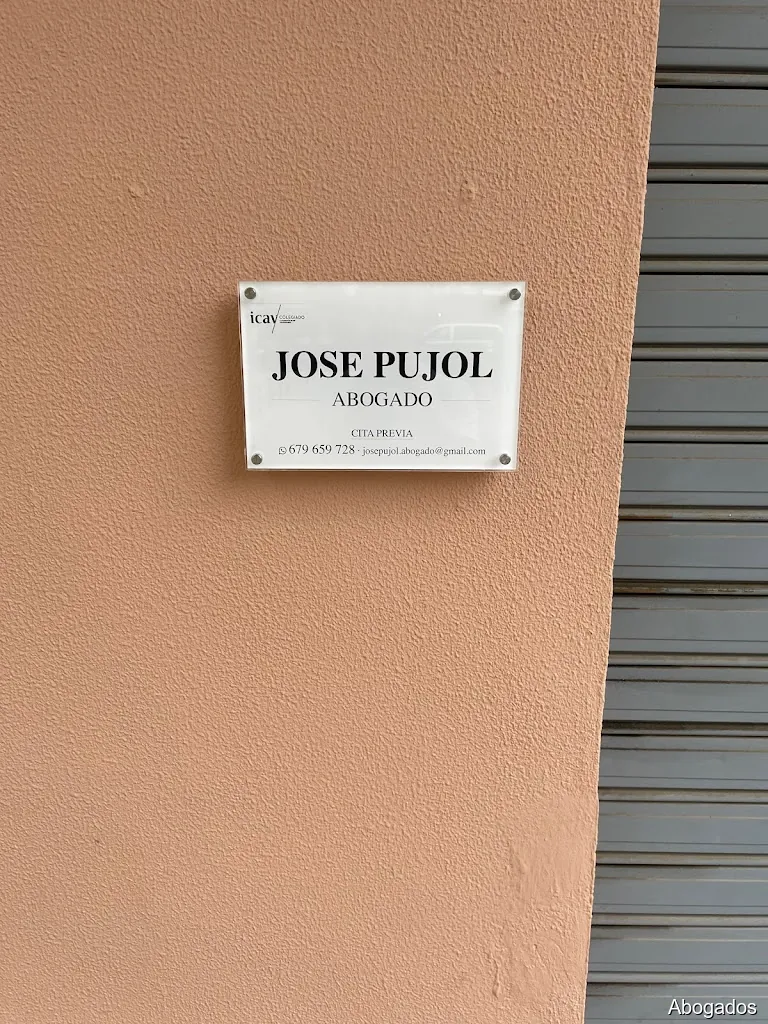 icav COLEGIADO
JOSE PUJOL
ABOGADO
CITA PREVIA
679 659 728 · josepujol.abogado@gmail.com
Abogados